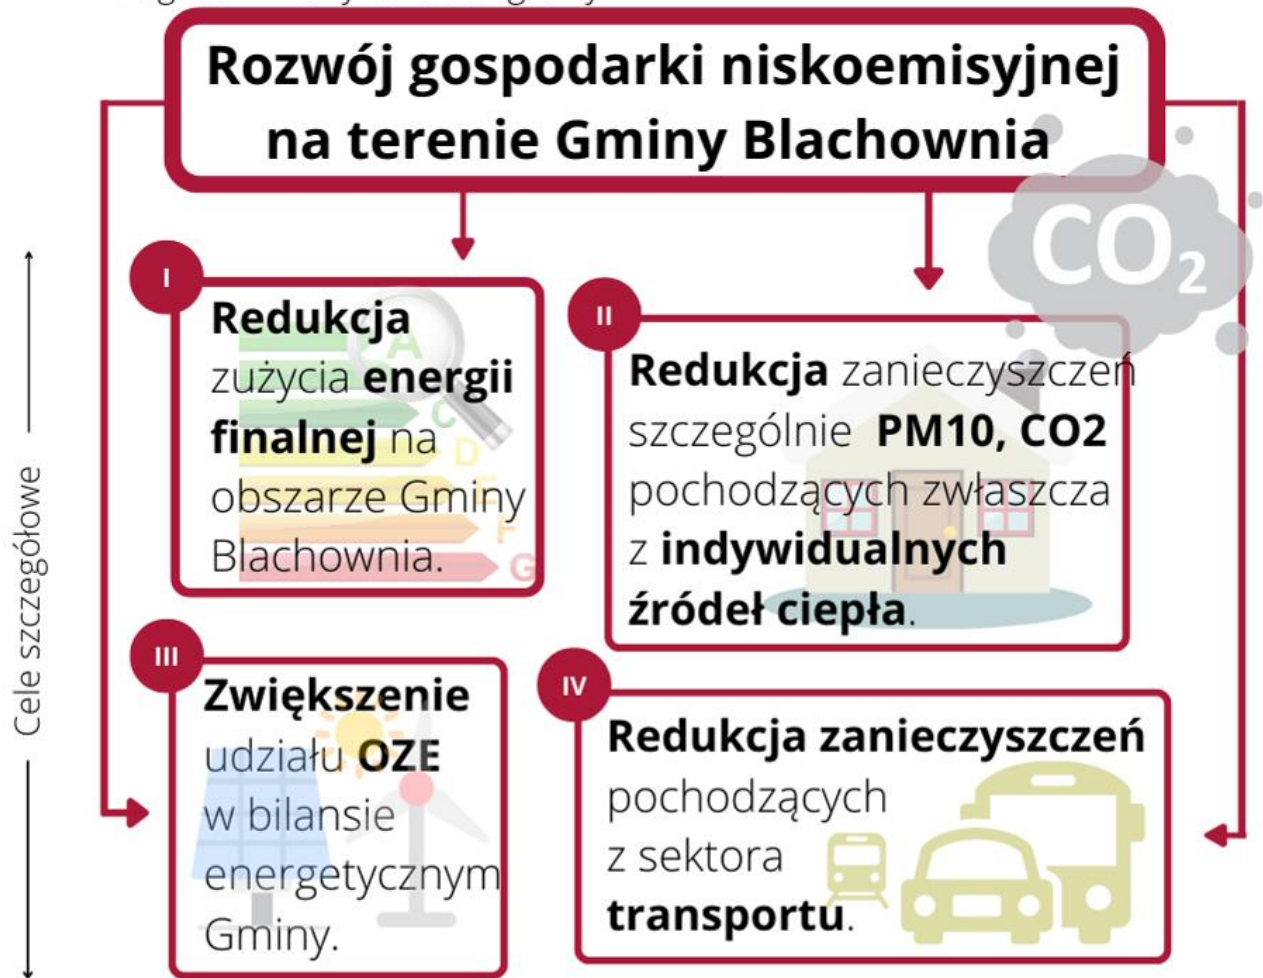 Rozwój gospodarki niskoemisyjnej
na terenie Gminy Blachownia
CO₂
Cele szczegółowe
I
Redukcja
zużycia energii
finalnej na
obszarze Gminy
Blachownia.
A
C
D
E
F
G
II
Redukcja zanieczyszczeń
szczególnie PM10, CO2
pochodzących zwłaszcza
z indywidualnych
źródeł ciepła.
III
Zwiększenie
udziału OZE
w bilansie
energetycznym
Gminy.
IV
Redukcja zanieczyszczeń
pochodzących
z sektora
transportu.